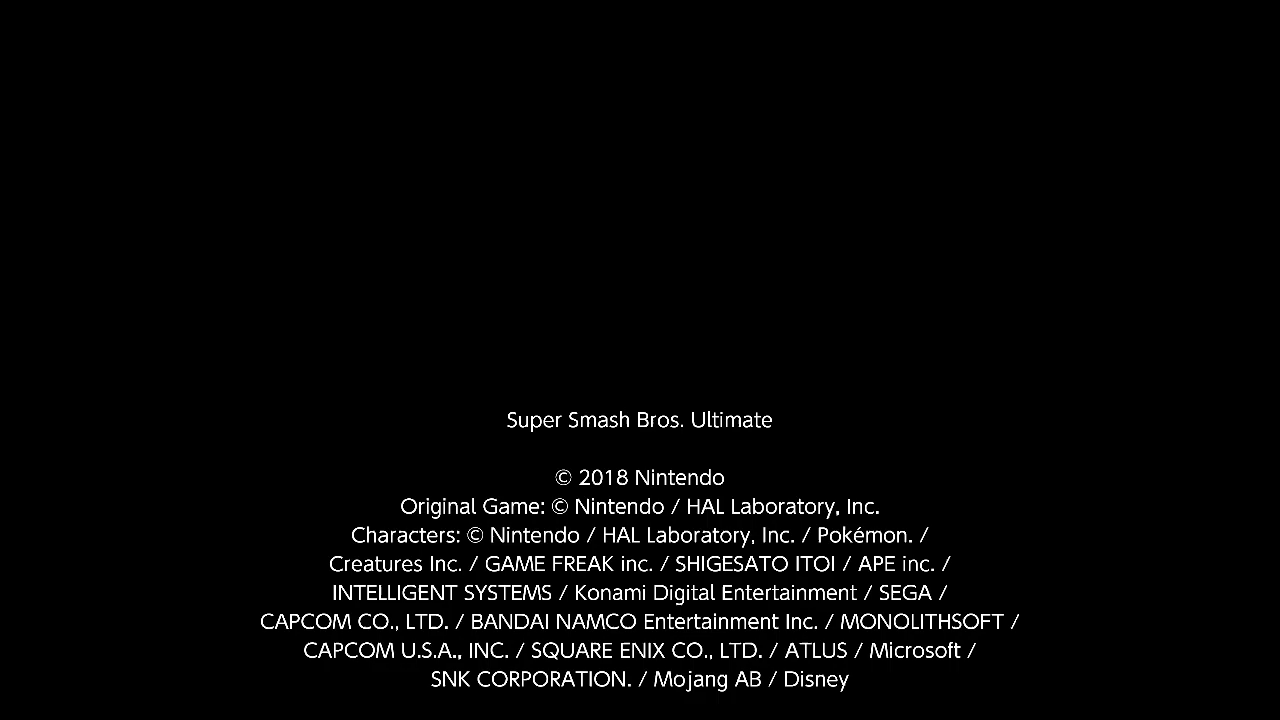 Super Smash Bros. Ultimate
© 2018 Nintendo
Original Game: © Nintendo / HAL Laboratory, Inc.
Characters: © Nintendo / HAL Laboratory, Inc. / Pokémon. /
Creatures Inc. / GAME FREAK inc. / SHIGESATO ITOI / APE inc. /
INTELLIGENT SYSTEMS / Konami Digital Entertainment / SEGA /
CAPCOM CO., LTD. / BANDAI NAMCO Entertainment Inc. / MONOLITHSOFT /
CAPCOM U.S.A., INC. / SQUARE ENIX CO., LTD. / ATLUS / Microsoft /
SNK CORPORATION. / Mojang AB / Disney